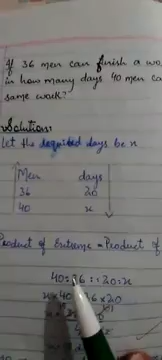 If 36 men can finish a wo
in how many days 40 men ca
same work?
Solution:
Let the required days be x
Men days
36 20
40 x
Product of Extreme = Product of
40:36::20:x
x × 40 = 36 × 20